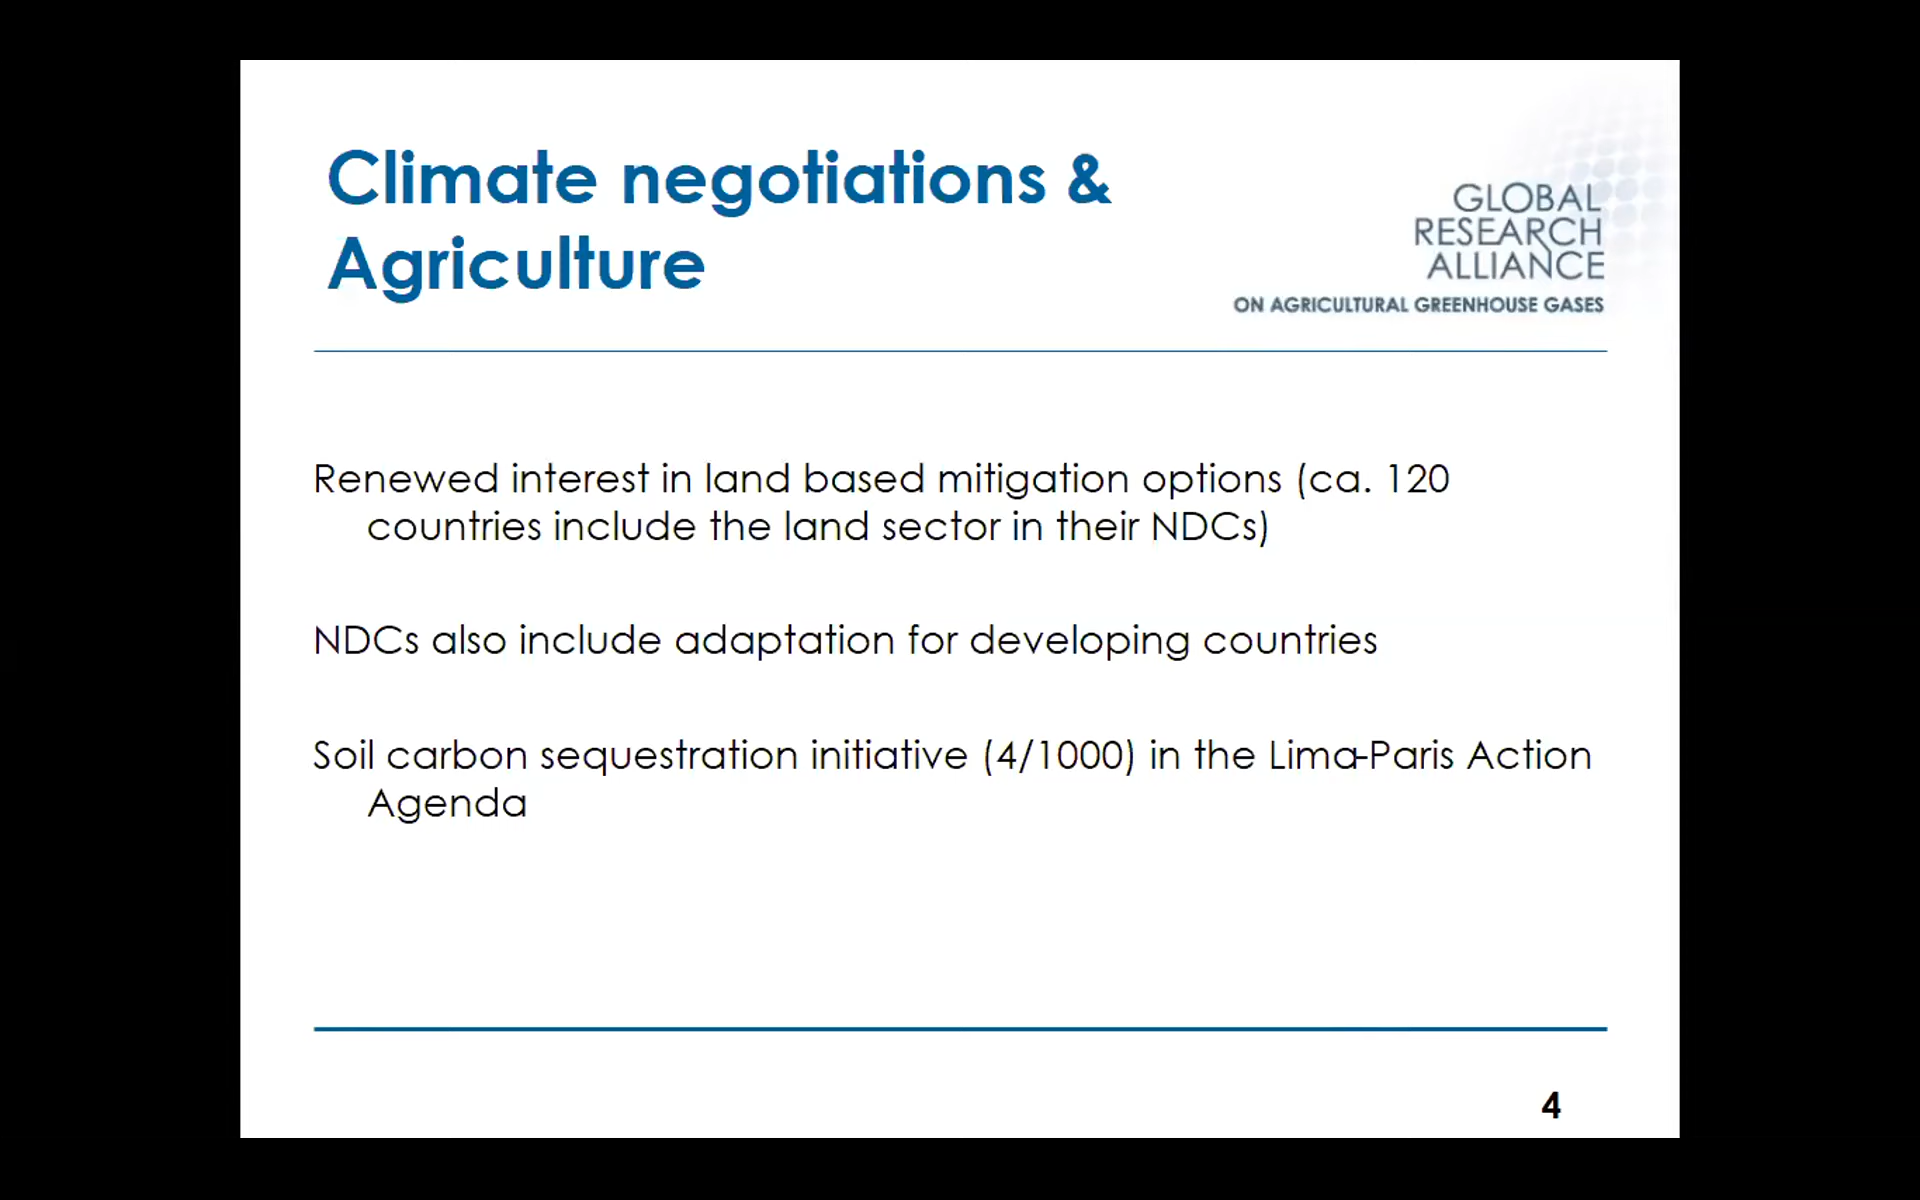 Climate negotiations &
Agriculture
GLOBAL
RESEARCH
ALLIANCE
ON AGRICULTURAL GREENHOUSE GASES
Renewed interest in land based mitigation options (ca. 120
countries include the land sector in their NDCs)
NDCs also include adaptation for developing countries
Soil carbon sequestration initiative (4/1000) in the Lima-Paris Action
Agenda
4